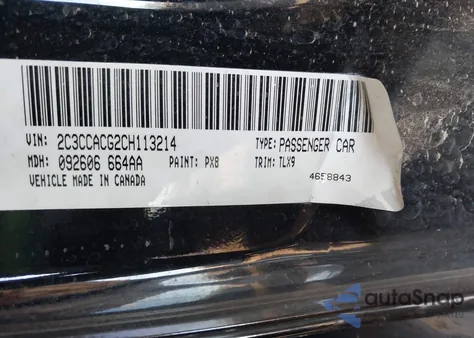 VIN: 2C3CCACG2CH113214 TYPE: PASSENGER CAR
MDH: 092606 664AA PAINT: PX8 TRIM: TLX9
VEHICLE MADE IN CANADA 4658843
autoSnap